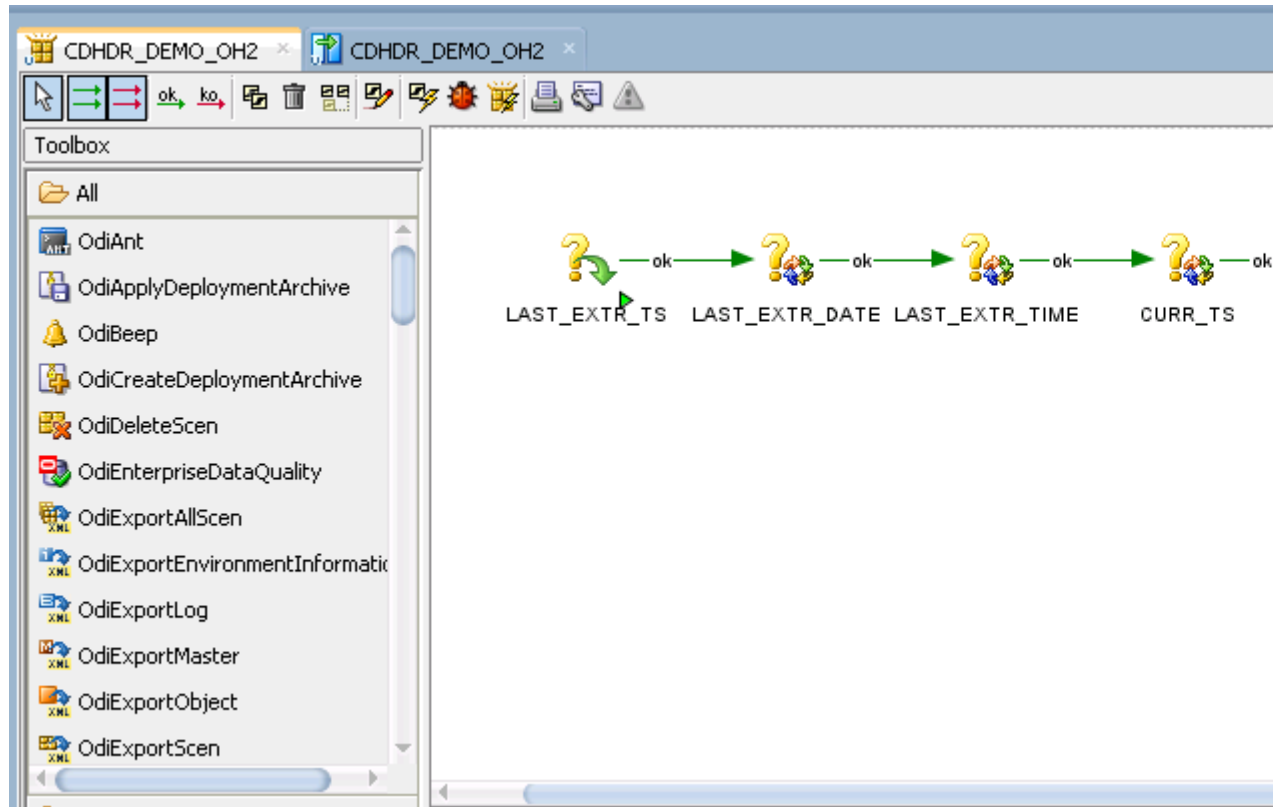 CDHDR_DEMO_OH2 CDHDR_DEMO_OH2
ok ko
Toolbox
All
OdiAnt
OdiApplyDeploymentArchive
OdiBeep
OdiCreateDeploymentArchive
OdiDeleteScen
OdiEnterpriseDataQuality
OdiExportAllScen
OdiExportEnvironmentInformatio
OdiExportLog
OdiExportMaster
OdiExportObject
OdiExportScen
ok ok ok ok
LAST_EXTR_TS LAST_EXTR_DATE LAST_EXTR_TIME CURR_TS